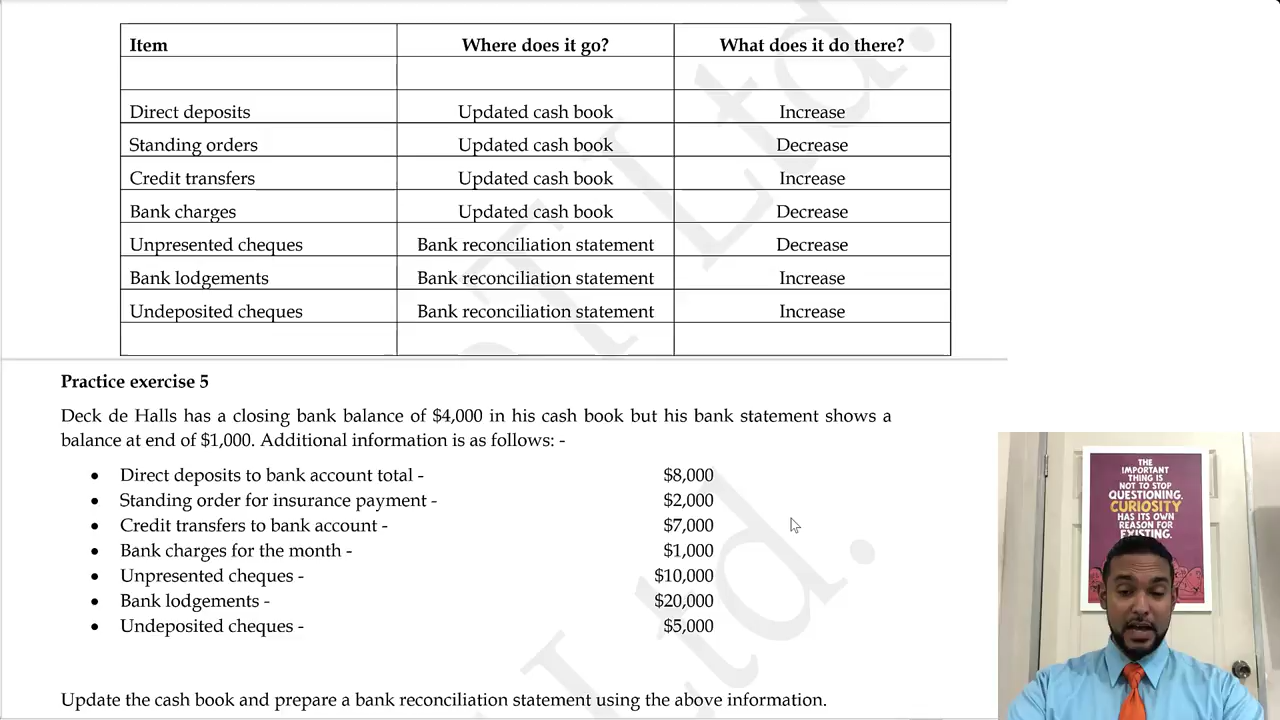 Item Where does it go? What does it do there?
Direct deposits Updated cash book Increase
Standing orders Updated cash book Decrease
Credit transfers Updated cash book Increase
Bank charges Updated cash book Decrease
Unpresented cheques Bank reconciliation statement Decrease
Bank lodgements Bank reconciliation statement Increase
Undeposited cheques Bank reconciliation statement Increase
Practice exercise 5
Deck de Halls has a closing bank balance of $4,000 in his cash book but his bank statement shows a
balance at end of $1,000. Additional information is as follows: -
• Direct deposits to bank account total - $8,000
• Standing order for insurance payment - $2,000
• Credit transfers to bank account - $7,000
• Bank charges for the month - $1,000
• Unpresented cheques - $10,000
• Bank lodgements - $20,000
• Undeposited cheques - $5,000
Update the cash book and prepare a bank reconciliation statement using the above information.
THE
IMPORTANT
THING IS
NOT TO STOP
QUESTIONING.
CURIOSITY
HAS ITS OWN
REASON FOR
EXISTING.
T Ltd.
Ltd.